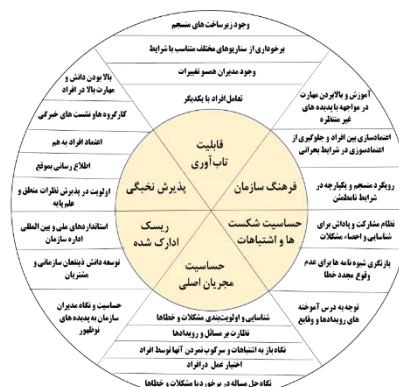 وجود زیرساخت های منسجم
برخورداری از سناریوهای مختلف متناسب با شرایط
وجود مدیران همسو تغییرات
تعامل افراد با یکدیگر
قابلیت
تاب‌آوری
آموزش و بالابردن مهارت
در مواجهه با پدیده های
غیر منتظره
اعتمادسازی بین افراد و جلوگیری از
اعتمادسوزی در شرایط بحرانی
رویکرد منسجم و یکپارچه در
شرایط نامطمئن
فرهنگ سازمان
نظام مشارکت و پاداش برای
شناسایی و احصاء مشکلات
بازنگری شیوه نامه ها برای عدم
وقوع مجدد خطا
توجه به درس آموخته
های رویدادها و وقایع
حساسیت شکست
ها و اشتباهات
شناسایی و اولویت‌بندی مشکلات و خطاها
نظارت بر مسائل و رویدادها
نگاه باز به اشتباهات و سرکوب نمردن آنها توسط افراد
اختیار عمل درافراد
نگاه حل مساله در برخورد با مشکلات و خطاها
حساسیت
مجریان اصلی
استانداردهای ملی و بین المللی
اداره سازمان
توسعه دانش ذینفعان سازمانی و
مشتریان
حساسیت و نگاه مدیران
سازمان به پدیده های
نوظهور
ریسک
ادارک شده
بالا بودن دانش و
مهارت بالا در افراد
کارگروه هاو نشست های خبرگی
اعتماد افراد به هم
اطلاع رسانی بموقع
اولویت در پذیرش نظرات منطق و
علم پایه
پذیرش نخبگی